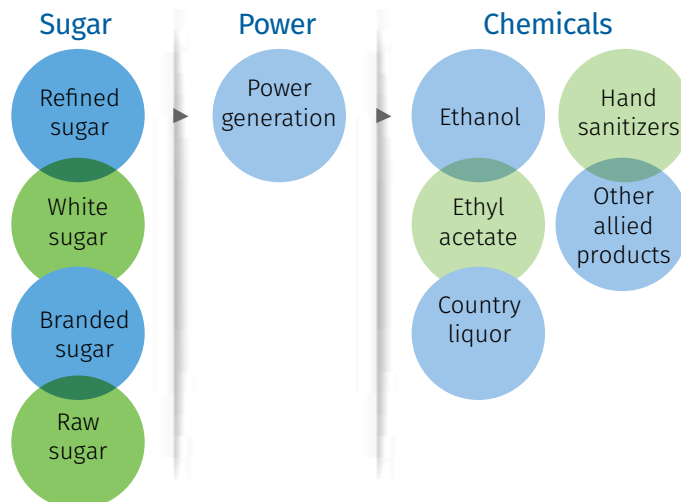 Sugar
Refined
sugar
White
sugar
Branded
sugar
Raw
sugar
Power
Power
generation
Chemicals
Ethanol
Ethyl
acetate
Country
liquor
Hand
sanitizers
Other
allied
products